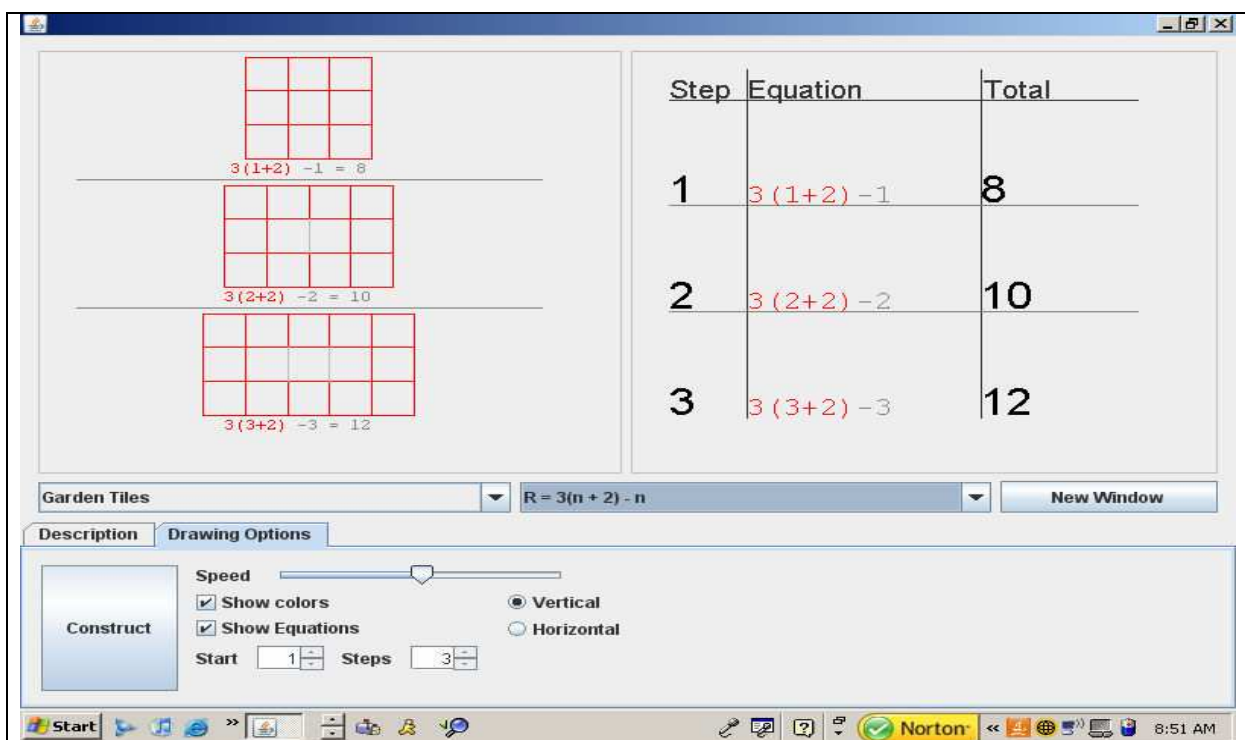 3(1+2) -1 = 8
3(2+2) -2 = 10
3(3+2) -3 = 12
Step Equation Total
1 3(1+2)-1 8
2 3(2+2)-2 10
3 3(3+2)-3 12
Garden Tiles R = 3(n + 2) - n New Window
Description Drawing Options
Speed
Show colors Vertical
Construct Show Equations Horizontal
Start 1 Steps 3
Start » « Norton 8:51 AM